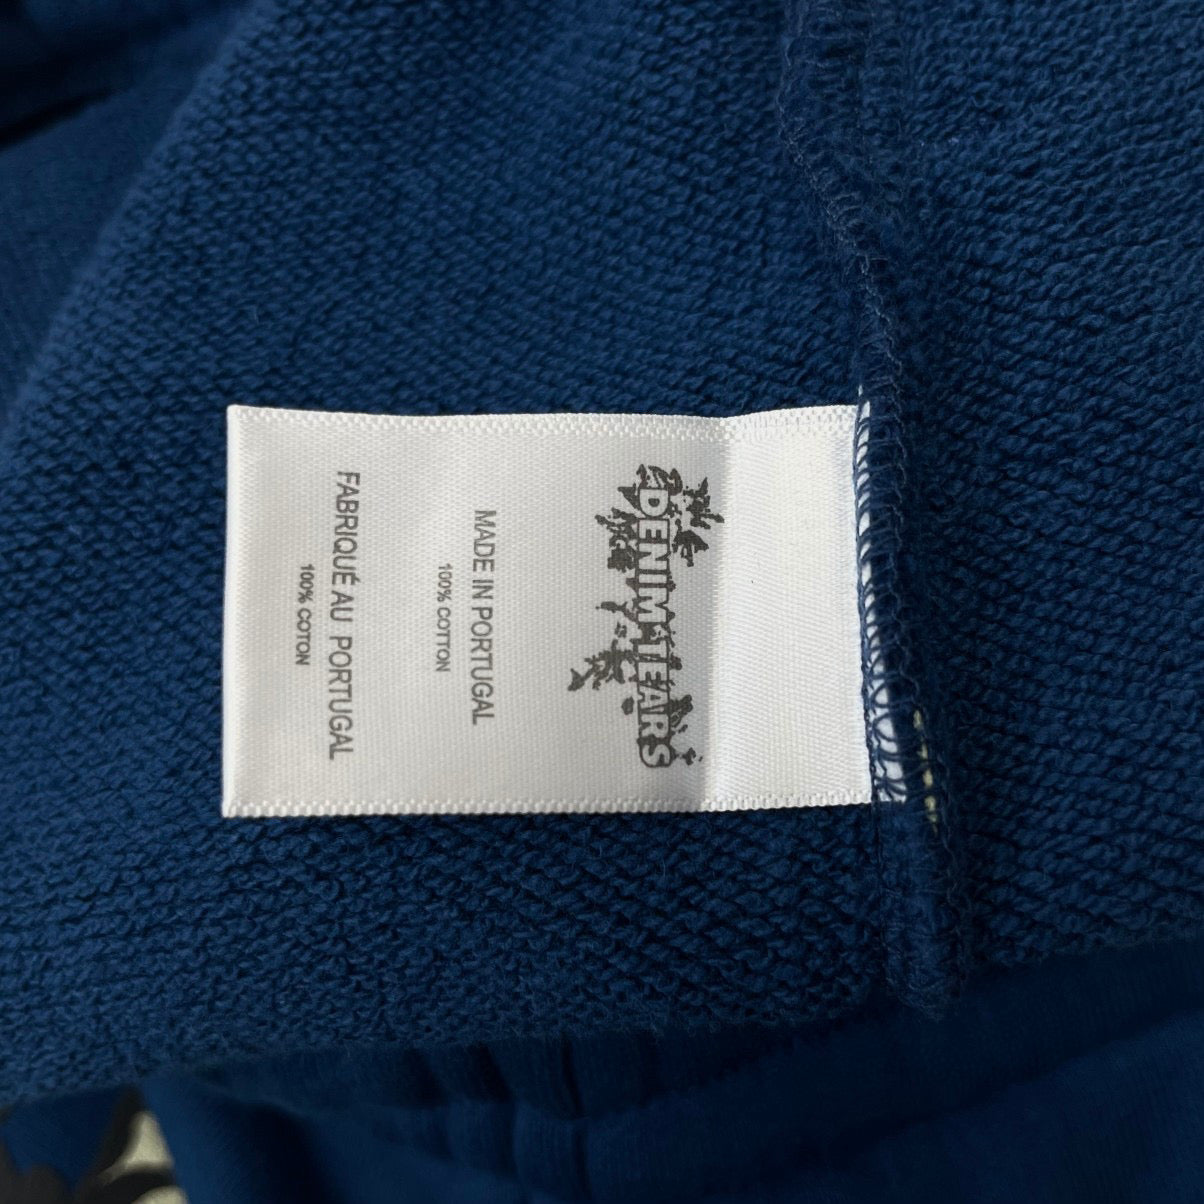 DENIM TEARS
MADE IN PORTUGAL
100% COTTON
FABRIQUÉ AU PORTUGAL
100% COTON